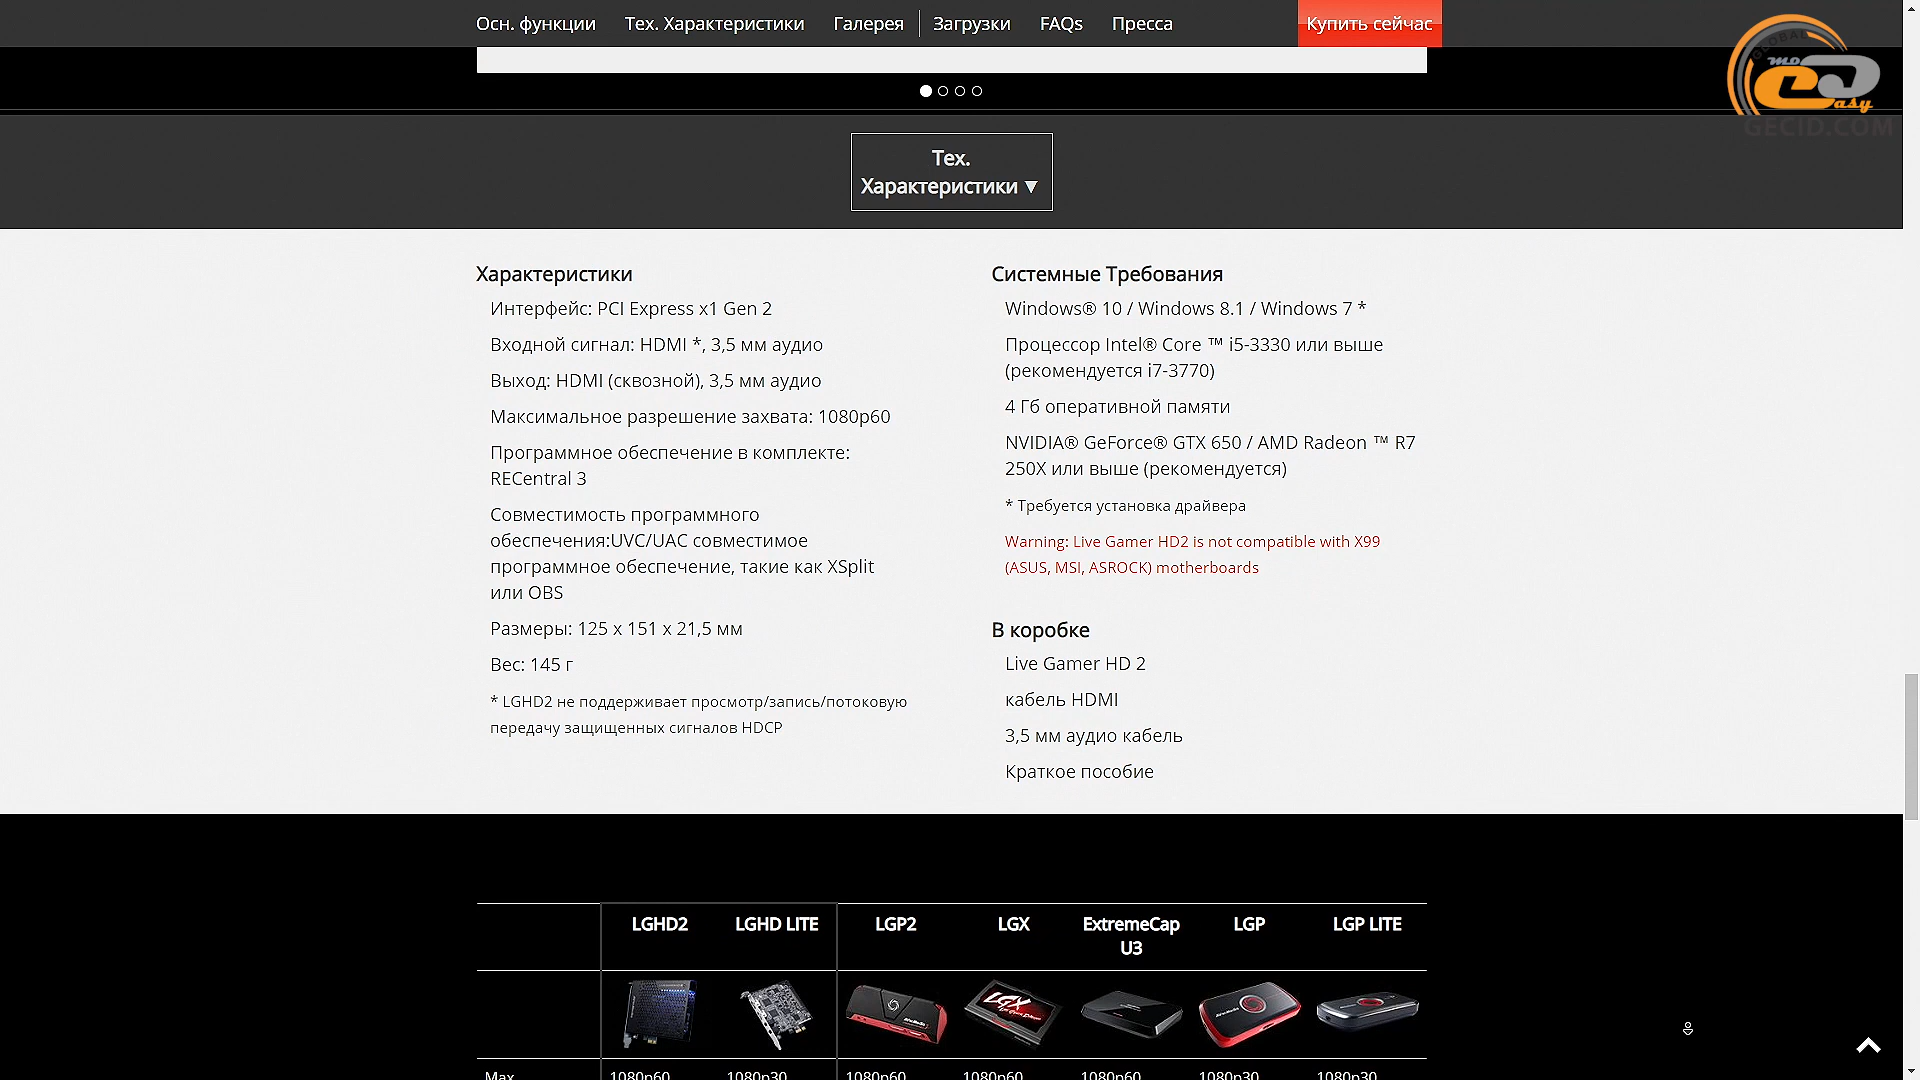 Осн. функции Тех. Характеристики Галерея Загрузки FAQs Пресса Купить сейчас
GLOBAL
mo
asy
GECID.COM
Тех.
Характеристики ▼
Характеристики
Интерфейс: PCI Express x1 Gen 2
Входной сигнал: HDMI *, 3,5 мм аудио
Выход: HDMI (сквозной), 3,5 мм аудио
Максимальное разрешение захвата: 1080p60
Программное обеспечение в комплекте:
RECentral 3
Совместимость программного
обеспечения:UVC/UAC совместимое
программное обеспечение, такие как XSplit
или OBS
Размеры: 125 x 151 x 21,5 мм
Вес: 145 г
* LGHD2 не поддерживает просмотр/запись/потоковую
передачу защищенных сигналов HDCP
Системные Требования
Windows® 10 / Windows 8.1 / Windows 7 *
Процессор Intel® Core ™ i5-3330 или выше
(рекомендуется i7-3770)
4 Гб оперативной памяти
NVIDIA® GeForce® GTX 650 / AMD Radeon ™ R7
250X или выше (рекомендуется)
* Требуется установка драйвера
Warning: Live Gamer HD2 is not compatible with X99
(ASUS, MSI, ASROCK) motherboards
В коробке
Live Gamer HD 2
кабель HDMI
3,5 мм аудио кабель
Краткое пособие
LGHD2 LGHD LITE LGP2 LGX ExtremeCap U3 LGP LGP LITE
LGX
Max 1080p60 1080p30 1080p60 1080p60 1080p60 1080p30 1080p30